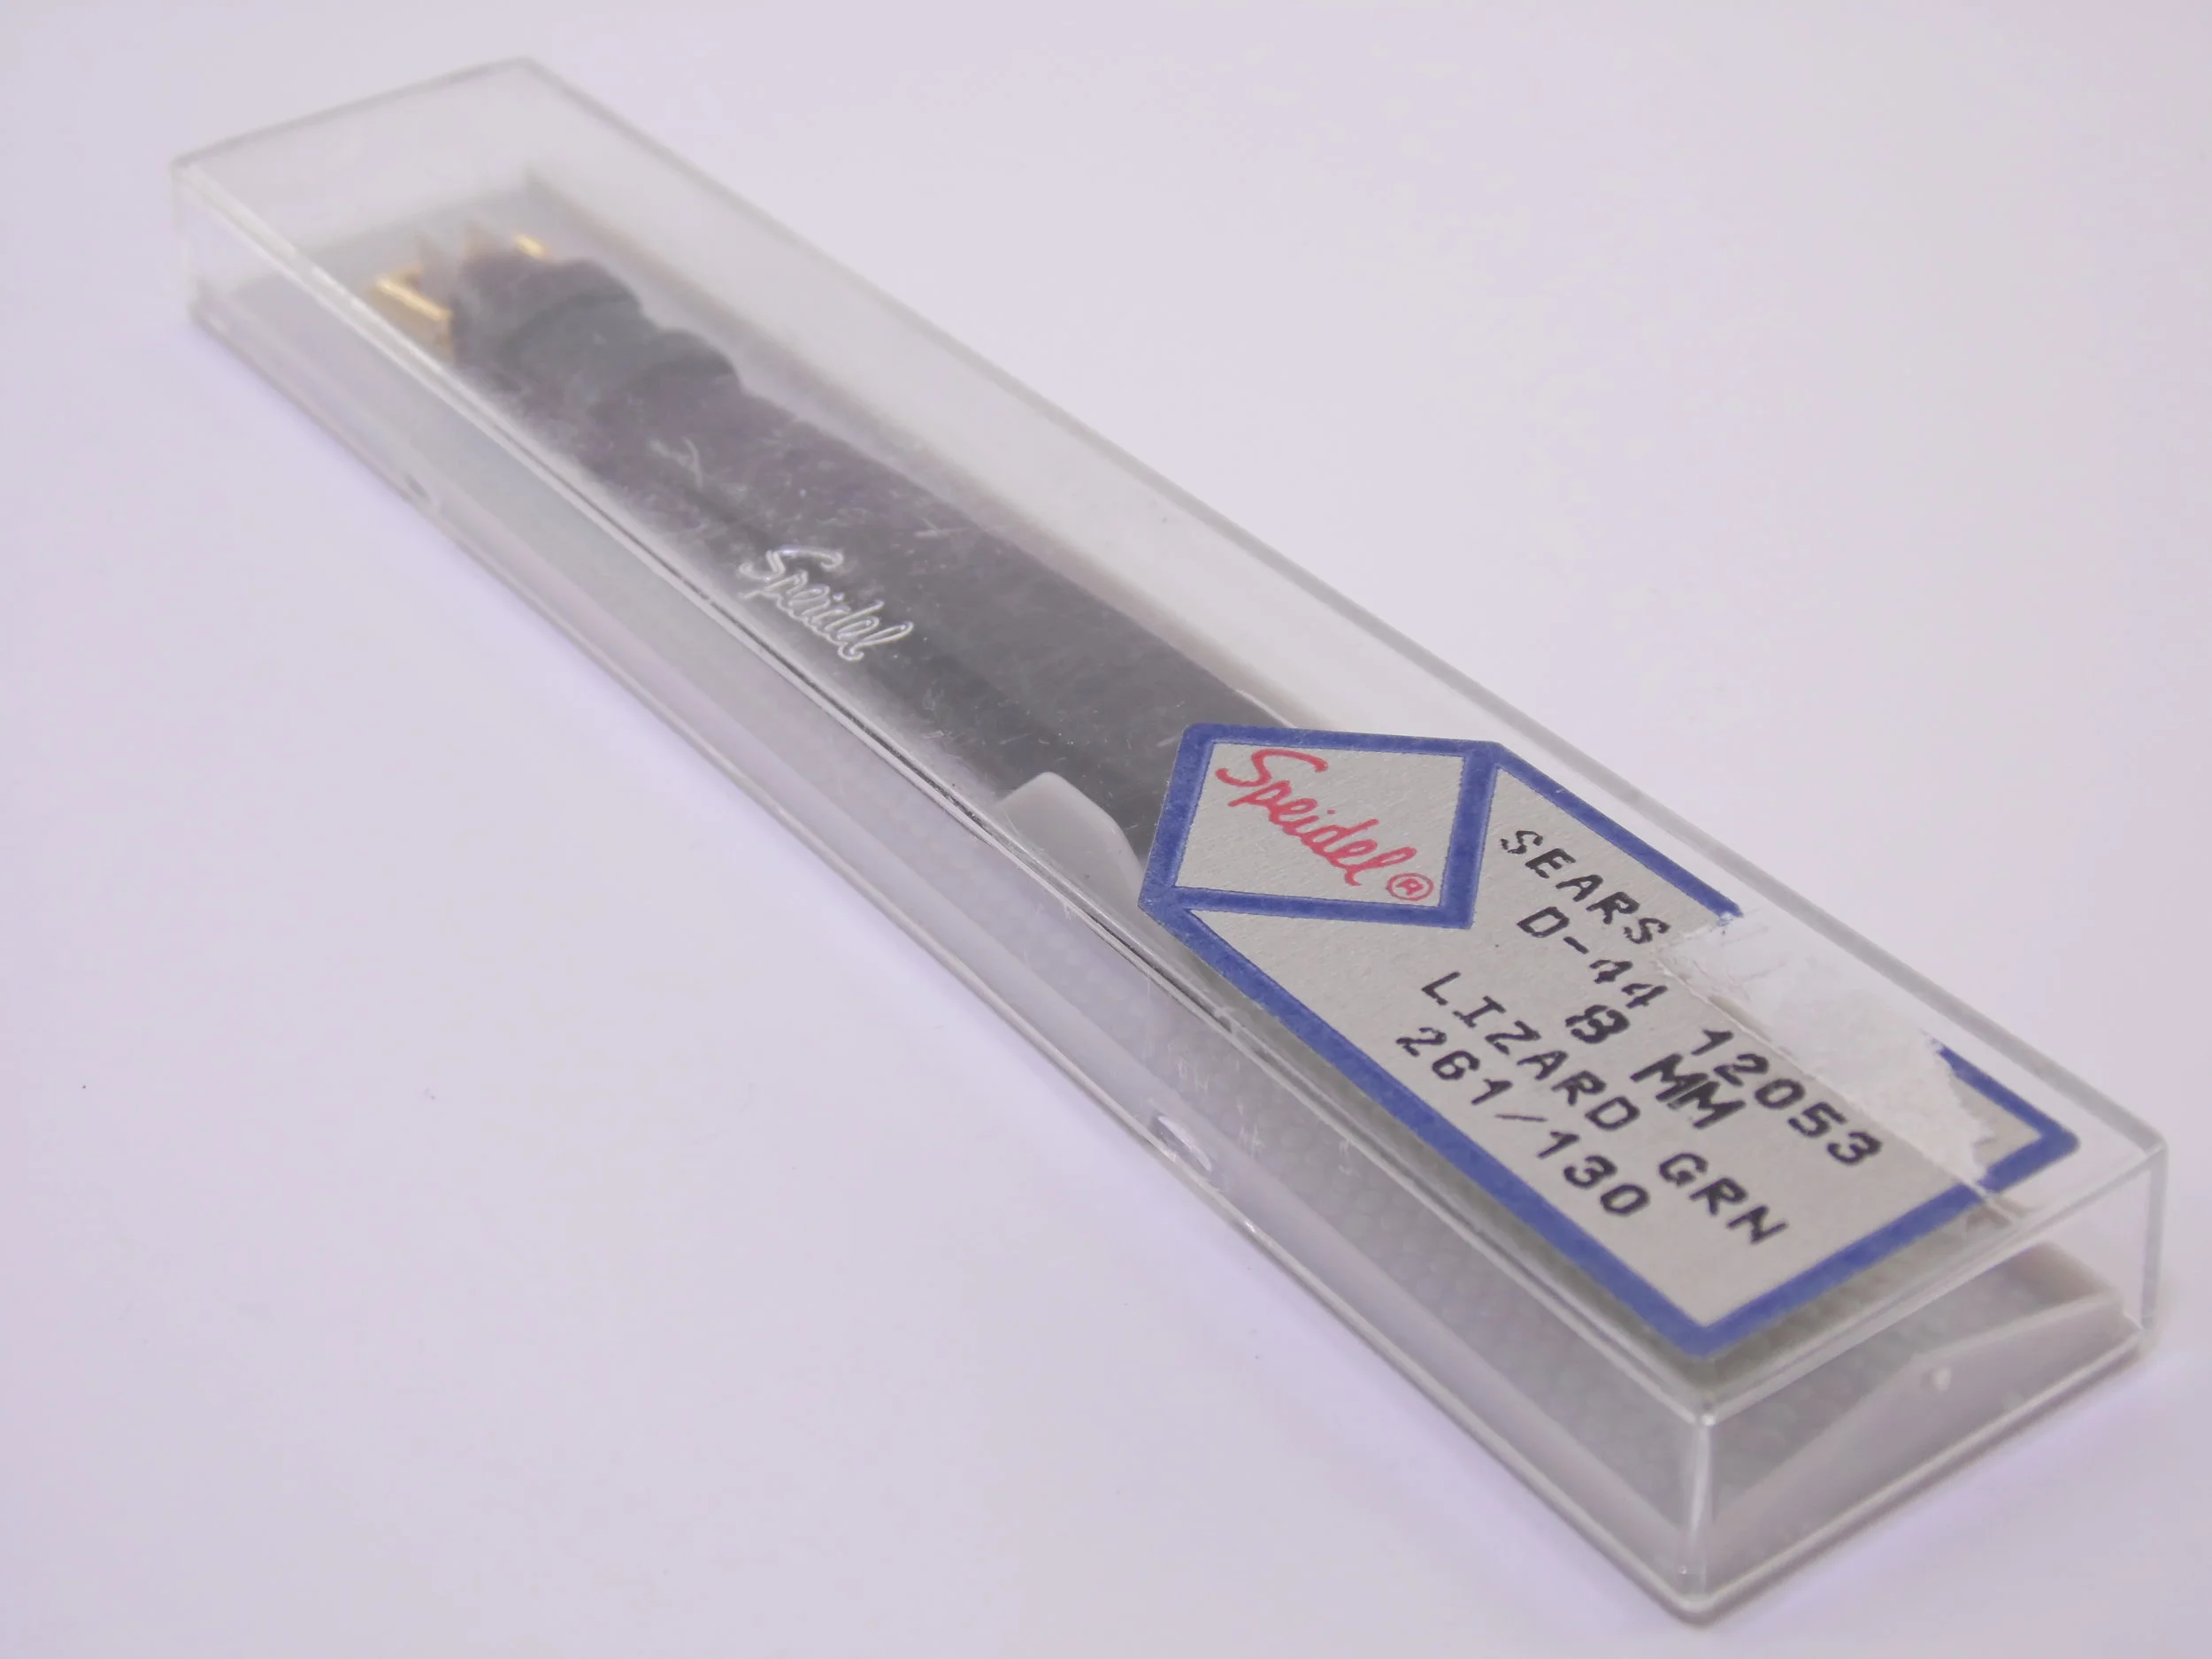 Speidel
Speidel®
SEARS
D-44 12053
8 MM
LIZARD GRN
261/130